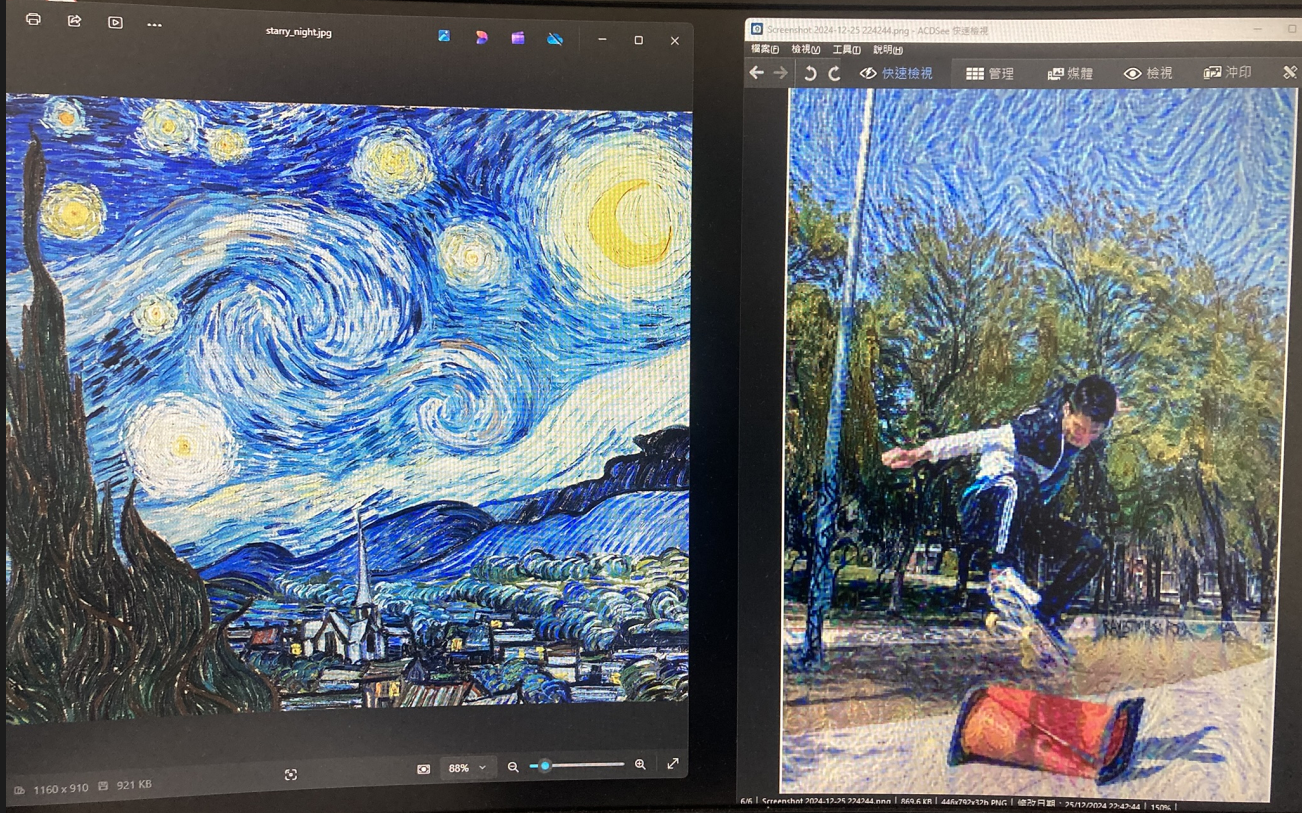 starry_night.jpg
88%
1160 x 910 921 KB
Screenshot 2024-12-25 224244.png - ACDSee 快速檢視
檔案(F) 檢視(V) 工具(T) 說明(H)
快速檢視 管理 媒體 檢視 沖印
6/6 Screenshot 2024-12-25 224244.png 869.6 KB 446x792x32b PNG 修改日期：25/12/2024 22:42:44 150%